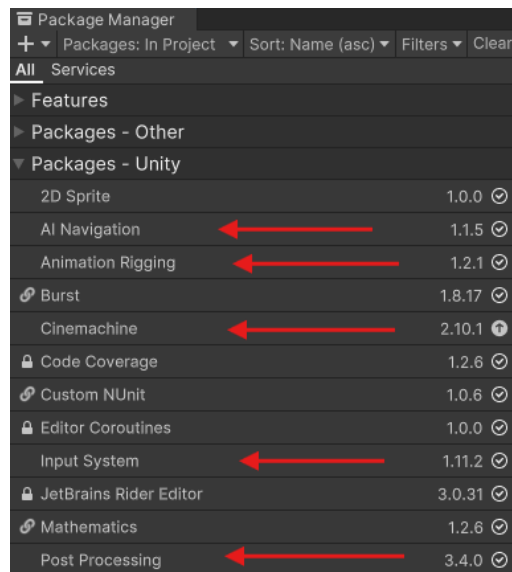 Package Manager
+ Packages: In Project Sort: Name (asc) Filters Clear
All Services
Features
Packages - Other
Packages - Unity
2D Sprite 1.0.0
AI Navigation 1.1.5
Animation Rigging 1.2.1
Burst 1.8.17
Cinemachine 2.10.1
Code Coverage 1.2.6
Custom NUnit 1.0.6
Editor Coroutines 1.0.0
Input System 1.11.2
JetBrains Rider Editor 3.0.31
Mathematics 1.2.6
Post Processing 3.4.0